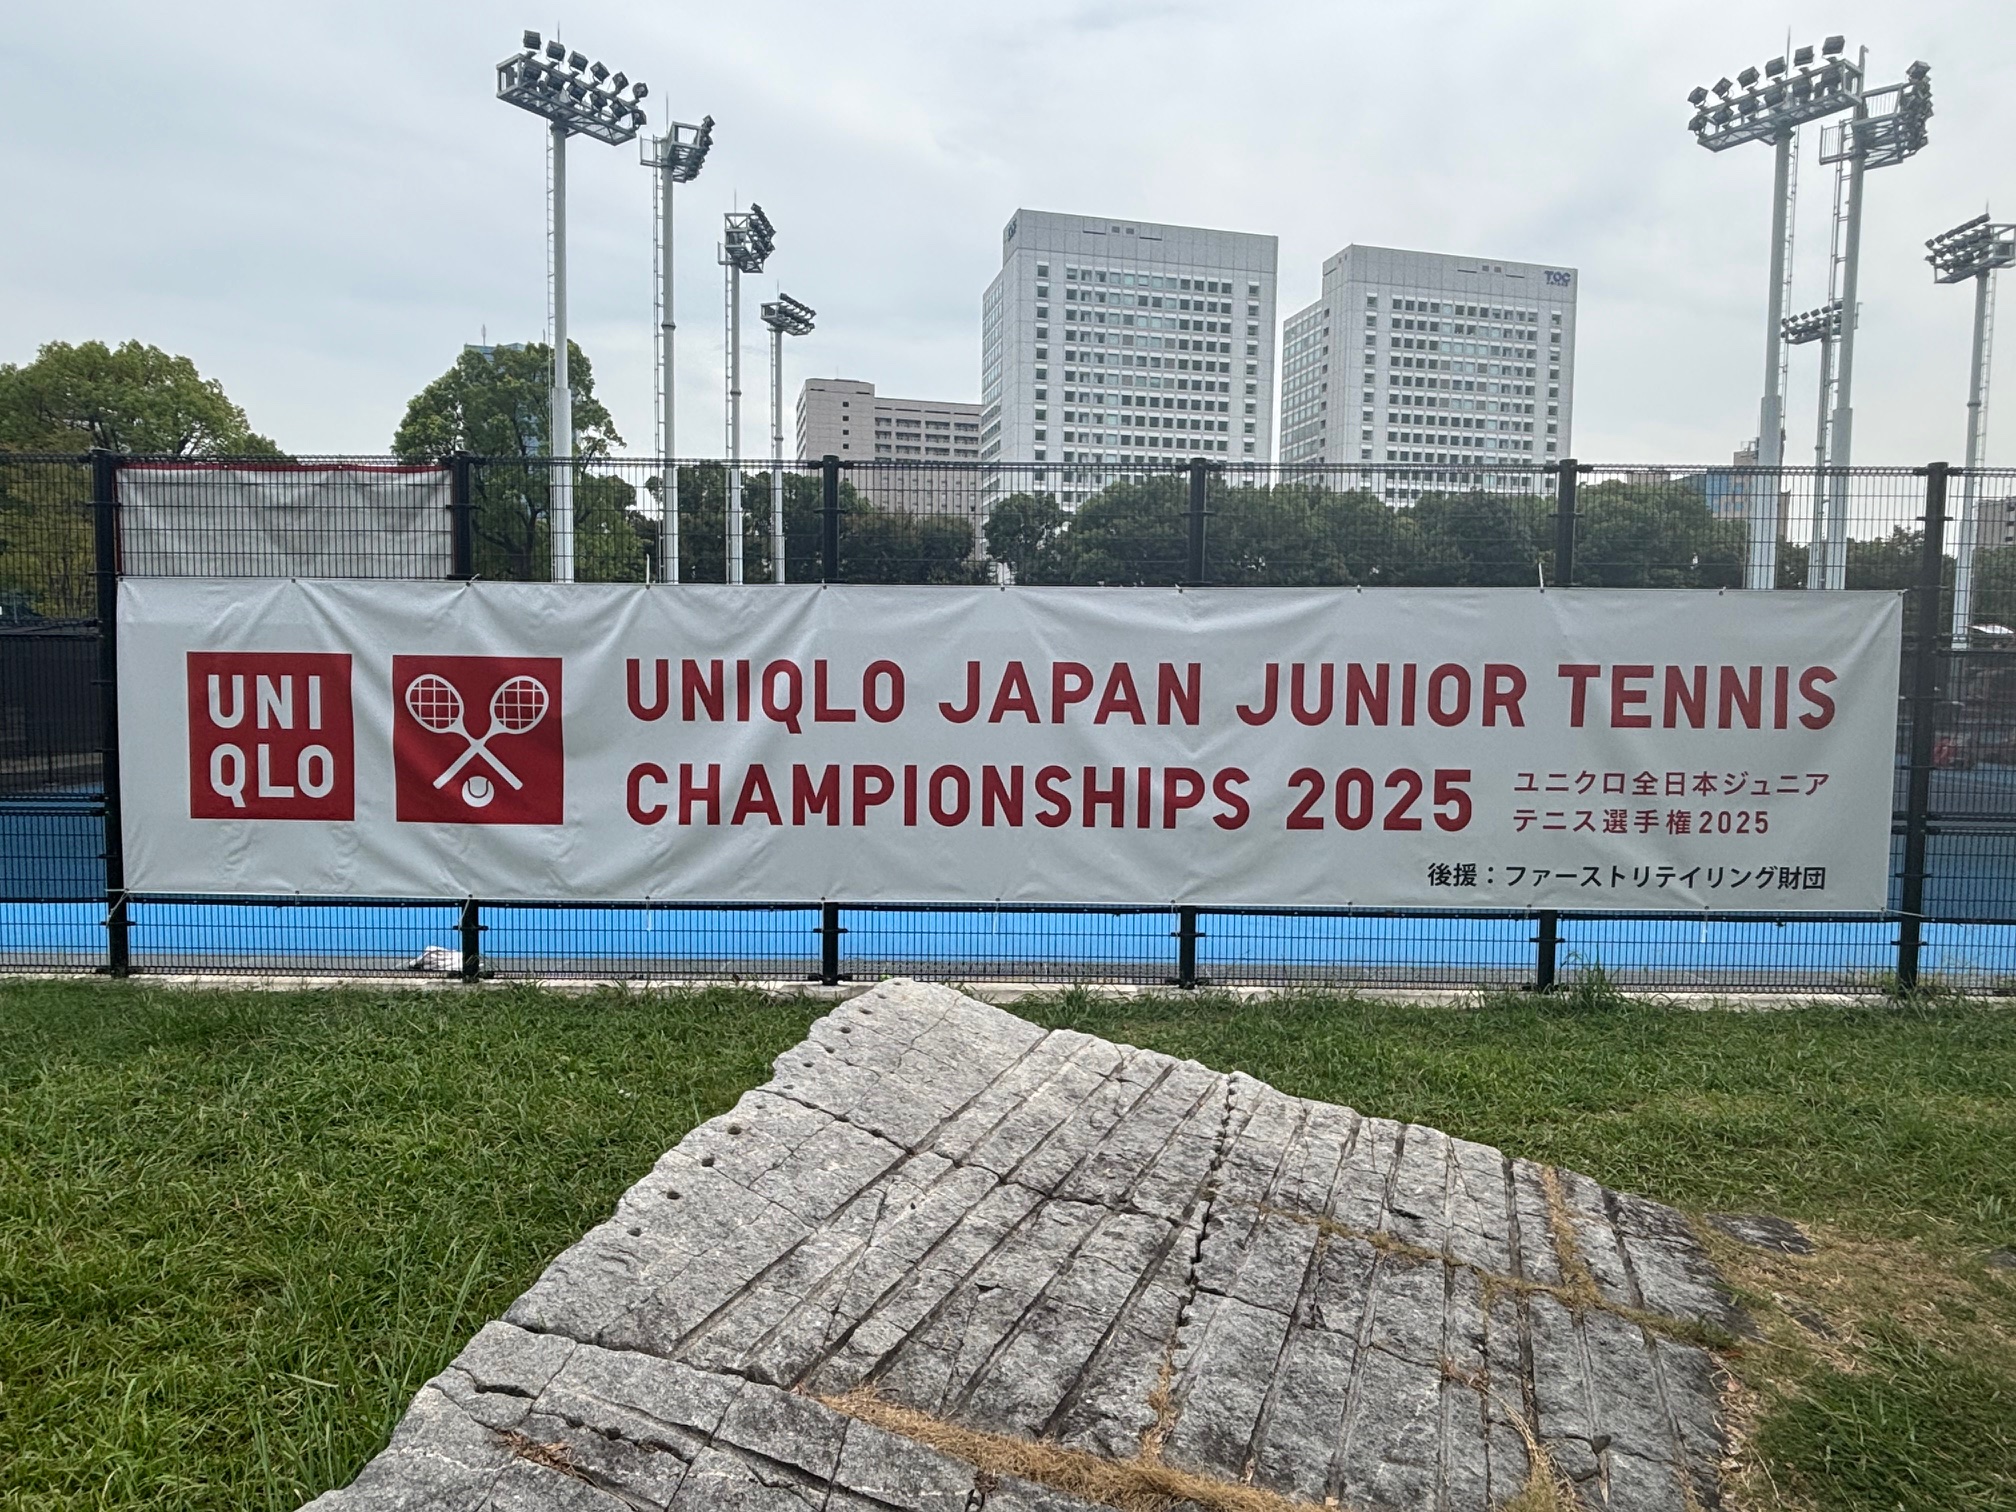 TOC
UNI
QLO
UNIQLO JAPAN JUNIOR TENNIS
CHAMPIONSHIPS 2025
ユニクロ全日本ジュニア
テニス選手権2025
後援：ファーストリテイリング財団